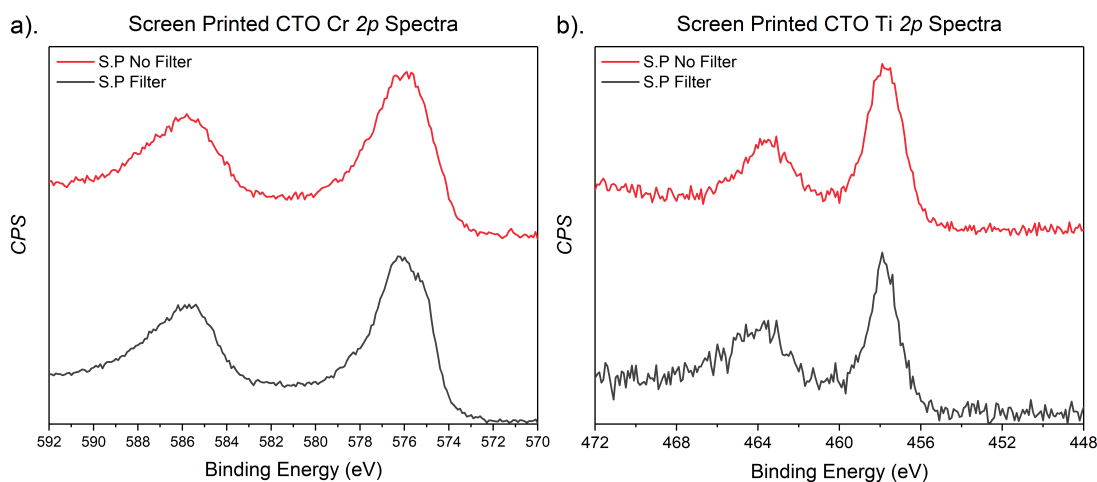 a).
Screen Printed CTO Cr 2p Spectra
S.P No Filter
S.P Filter
CPS
592 590 588 586 584 582 580 578 576 574 572 570
Binding Energy (eV)
b).
Screen Printed CTO Ti 2p Spectra
S.P No Filter
S.P Filter
CPS
472 468 464 460 456 452 448
Binding Energy (eV)